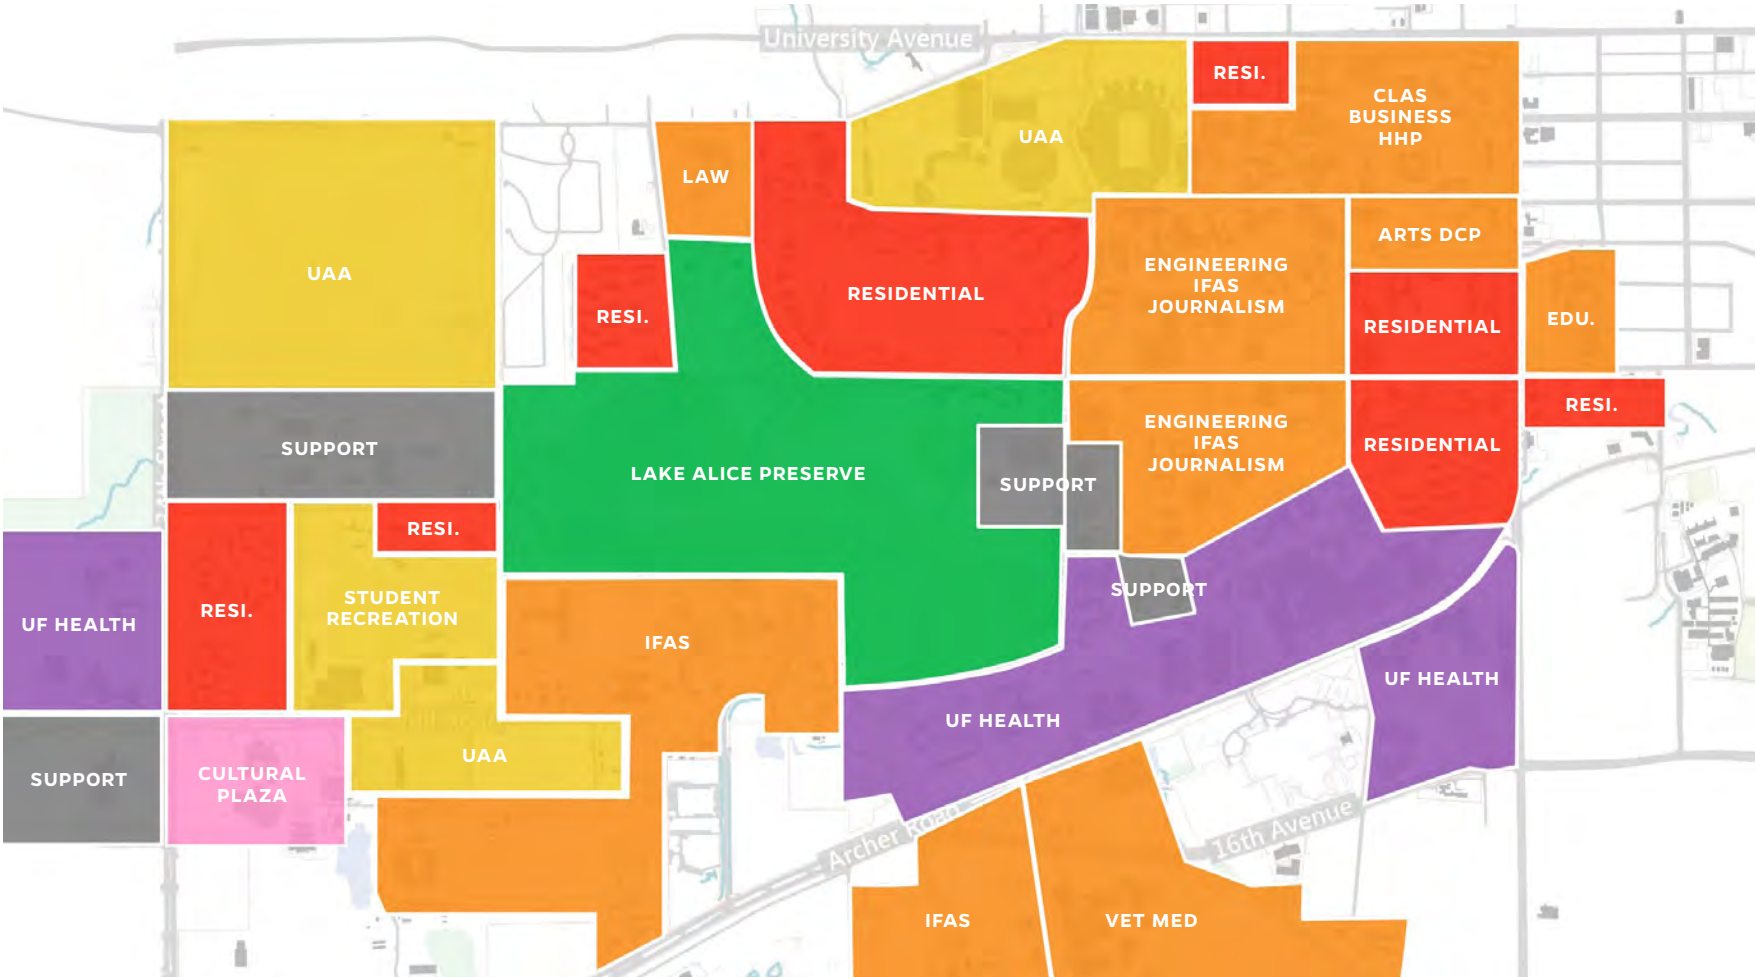 University Avenue
RESI.
CLAS
BUSINESS
HHP
UAA
LAW
ARTS DCP
UAA
RESIDENTIAL
ENGINEERING
IFAS
JOURNALISM
RESI.
RESIDENTIAL
EDU.
RESI.
SUPPORT
LAKE ALICE PRESERVE
SUPPORT
ENGINEERING
IFAS
JOURNALISM
RESIDENTIAL
RESI.
UF HEALTH
RESI.
STUDENT
RECREATION
IFAS
SUPPORT
UF HEALTH
UF HEALTH
SUPPORT
CULTURAL
PLAZA
UAA
Archer Road
16th Avenue
IFAS
VET MED